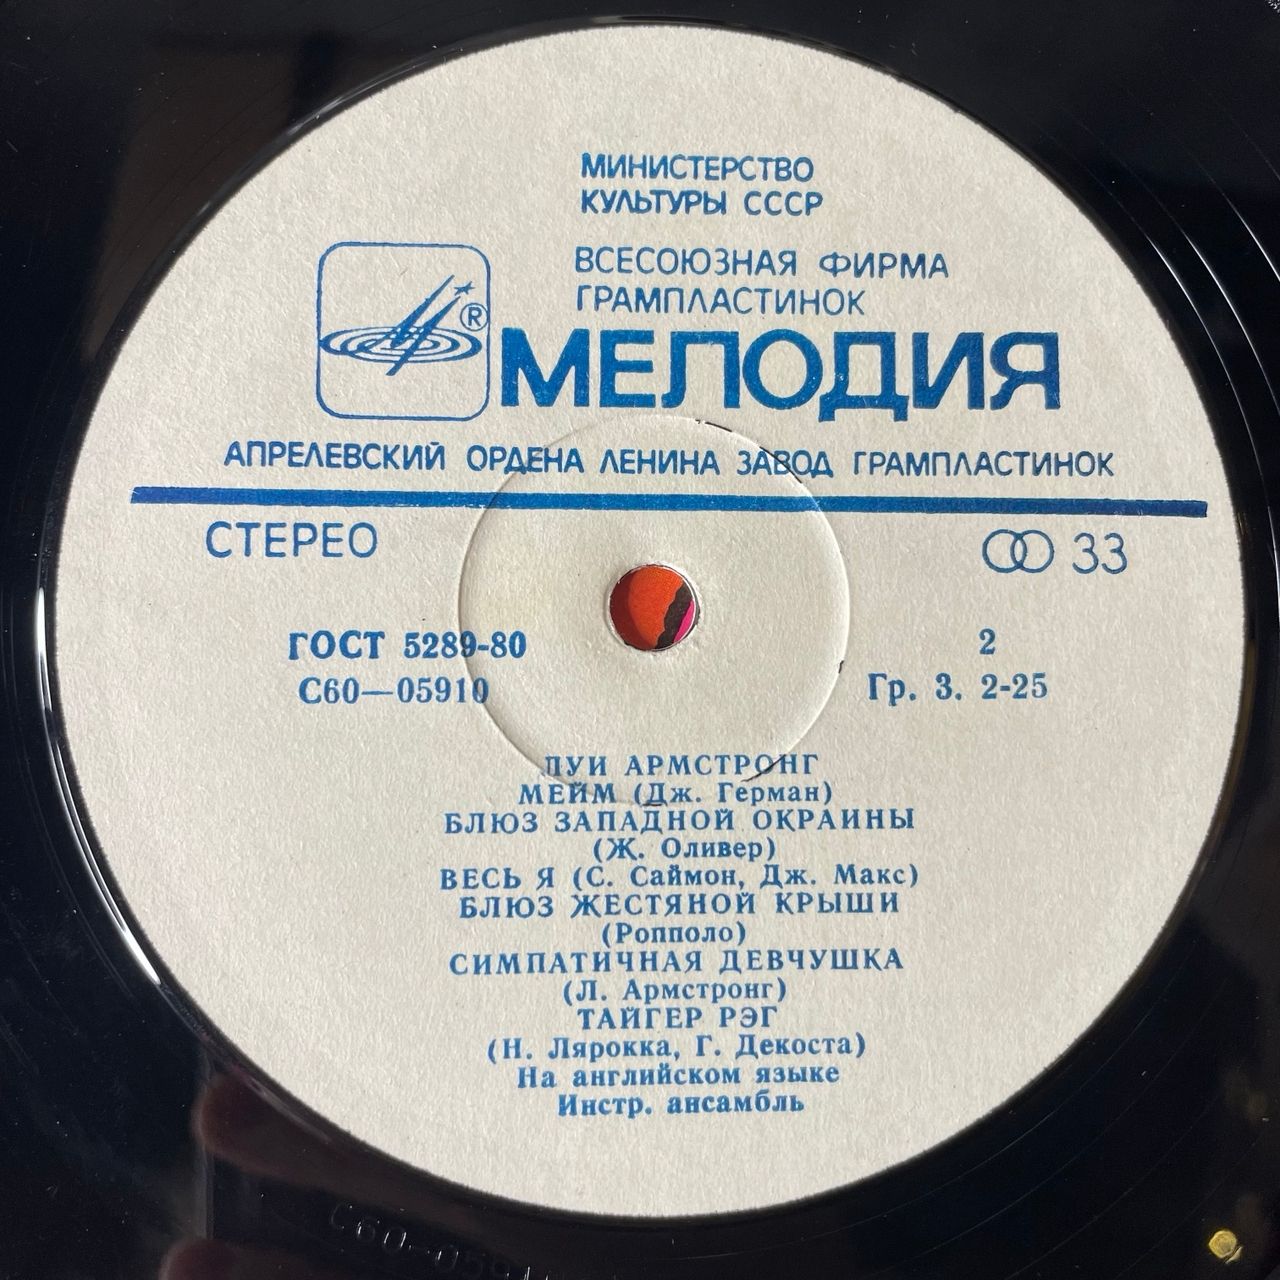 МИНИСТЕРСТВО
КУЛЬТУРЫ СССР
ВСЕСОЮЗНАЯ ФИРМА
ГРАМПЛАСТИНОК
®
МЕЛОДИЯ
АПРЕЛЕВСКИЙ ОРДЕНА ЛЕНИНА ЗАВОД ГРАМПЛАСТИНОК
СТЕРЕО
33
ГОСТ 5289-80
2
С60—05910
Гр. 3. 2-25
ЛУИ АРМСТРОНГ
МЕЙМ (Дж. Герман)
БЛЮЗ ЗАПАДНОЙ ОКРАИНЫ
(Ж. Оливер)
ВЕСЬ Я (С. Саймон, Дж. Макс)
БЛЮЗ ЖЕСТЯНОЙ КРЫШИ
(Ропполо)
СИМПАТИЧНАЯ ДЕВЧУШКА
(Л. Армстронг)
ТАЙГЕР РЭГ
(Н. Лярокка, Г. Декоста)
На английском языке
Инстр. ансамбль